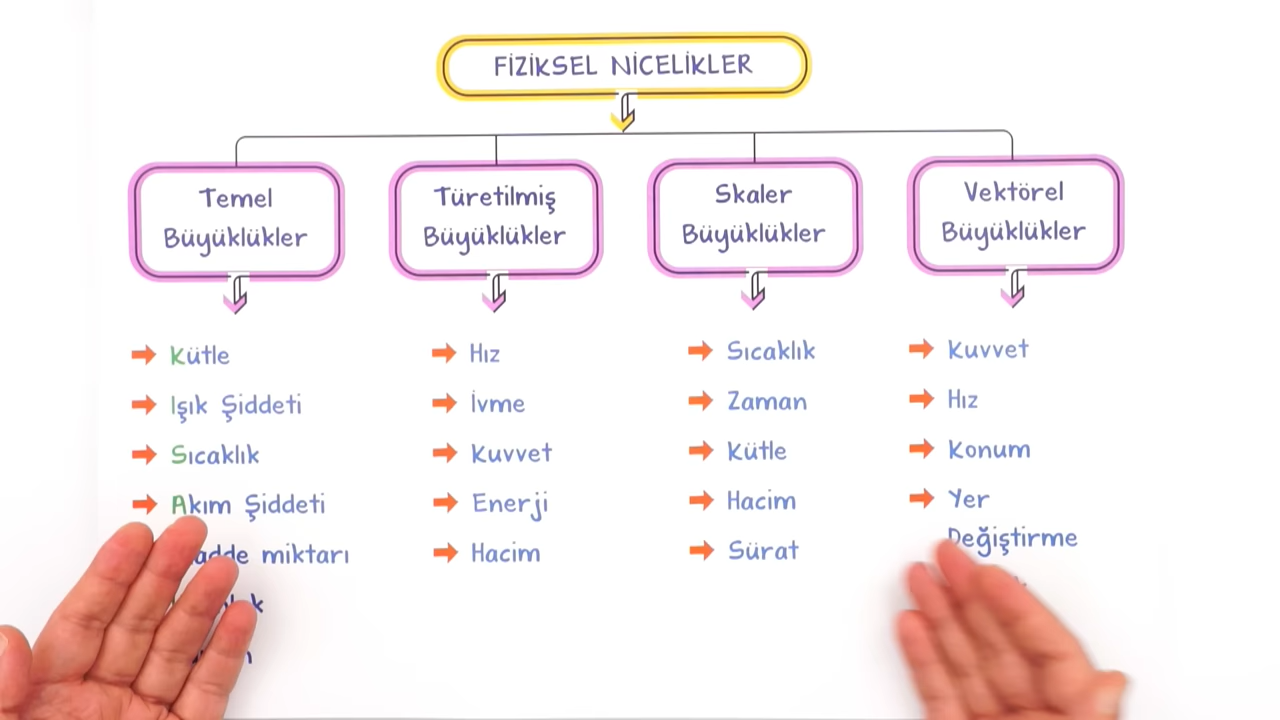 FİZİKSEL NİCELİKLER
Temel
Büyüklükler
Kütle
Işık Şiddeti
Sıcaklık
Akım Şiddeti
miktarı
Türetilmiş
Büyüklükler
Hız
İvme
Kuvvet
Enerji
Hacim
Skaler
Büyüklükler
Sıcaklık
Zaman
Kütle
Hacim
Sürat
Vektörel
Büyüklükler
Kuvvet
Hız
Konum
Yer
Değiştirme